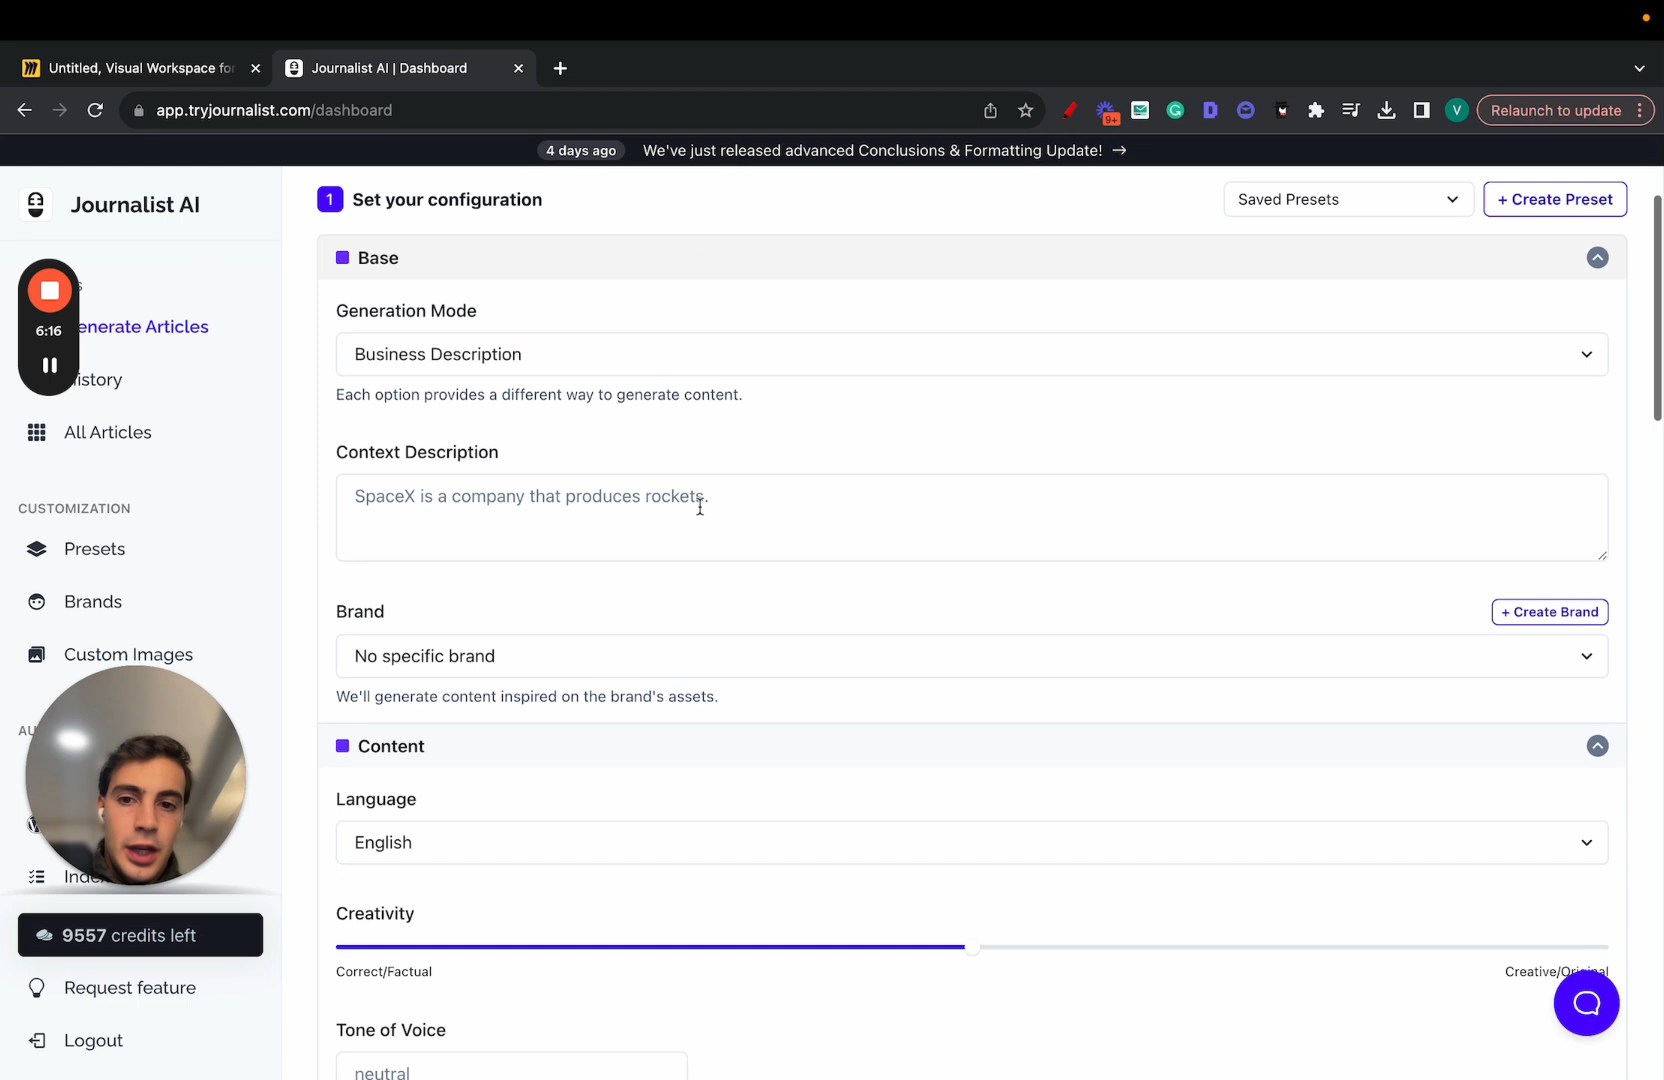 Untitled, Visual Workspace for
Journalist AI | Dashboard
app.tryjournalist.com/dashboard
9+
V
Relaunch to update
4 days ago
We've just released advanced Conclusions & Formatting Update! →
Journalist AI
1 Set your configuration
Saved Presets
+ Create Preset
Base
Generation Mode
6:16
enerate Articles
Business Description
istory
Each option provides a different way to generate content.
All Articles
Context Description
SpaceX is a company that produces rockets.
CUSTOMIZATION
Presets
Brands
Brand
+ Create Brand
Custom Images
No specific brand
We'll generate content inspired on the brand's assets.
AU
Content
Language
English
Inde
Creativity
9557 credits left
Correct/Factual
Creative/Original
Request feature
Tone of Voice
Logout
neutral